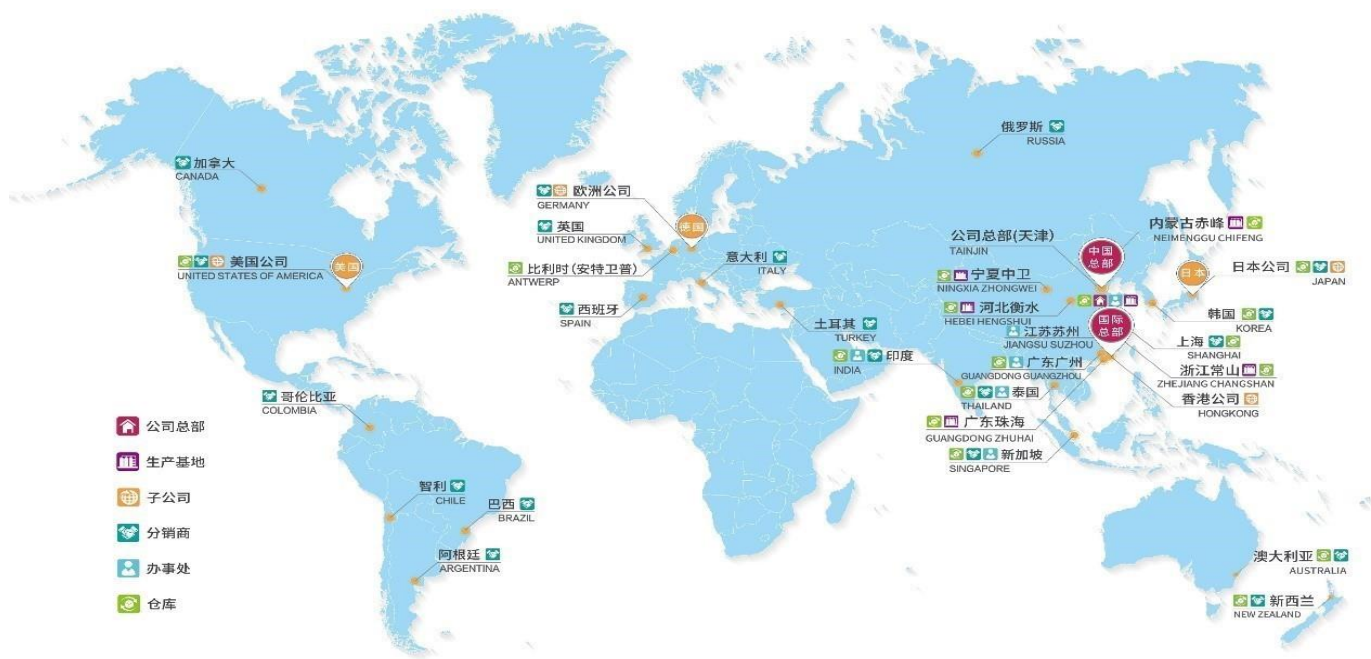 俄罗斯
RUSSIA
加拿大
CANADA
欧洲公司
GERMANY
英国
UNITED KINGDOM
德国
美国公司
UNITED STATES OF AMERICA
美国
比利时(安特卫普)
ANTWERP
意大利
ITALY
西班牙
SPAIN
土耳其
TURKEY
公司总部(天津)
TAINJIN
中国
总部
内蒙古赤峰
NEIMENGGU CHIFENG
宁夏中卫
NINGXIA ZHONGWEI
日本
日本公司
JAPAN
河北衡水
HEBEI HENGSHUI
国际
总部
韩国
KOREA
江苏苏州
JIANGSU SUZHOU
上海
SHANGHAI
印度
INDIA
广东广州
GUANGDONG GUANGZHOU
浙江常山
ZHEJIANG CHANGSHAN
泰国
THAILAND
香港公司
HONGKONG
广东珠海
GUANGDONG ZHUHAI
新加坡
SINGAPORE
哥伦比亚
COLOMBIA
智利
CHILE
巴西
BRAZIL
阿根廷
ARGENTINA
澳大利亚
AUSTRALIA
新西兰
NEW ZEALAND
公司总部
生产基地
子公司
分销商
办事处
仓库